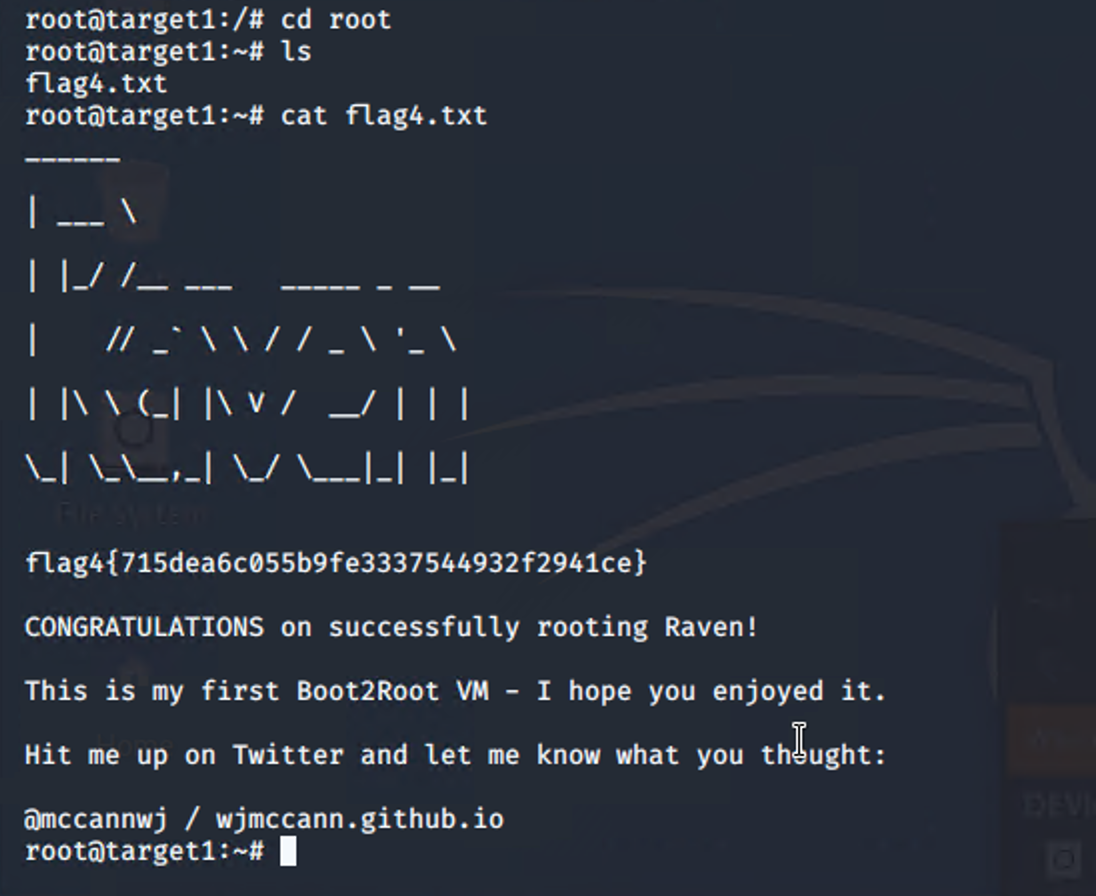 root@target1:/# cd root
root@target1:~# ls
flag4.txt
root@target1:~# cat flag4.txt
______
| ___ \
| |_/ /__ ___   _____ _ __
|    // _` \ \ / / _ \ '_ \
| |\ \ (_| |\ V /  __/ | | |
\_| \_\__,_| \_/ \___|_| |_|
flag4{715dea6c055b9fe3337544932f2941ce}
CONGRATULATIONS on successfully rooting Raven!
This is my first Boot2Root VM - I hope you enjoyed it.
Hit me up on Twitter and let me know what you thought:
@mccannwj / wjmccann.github.io
root@target1:~#
File System
DEVI